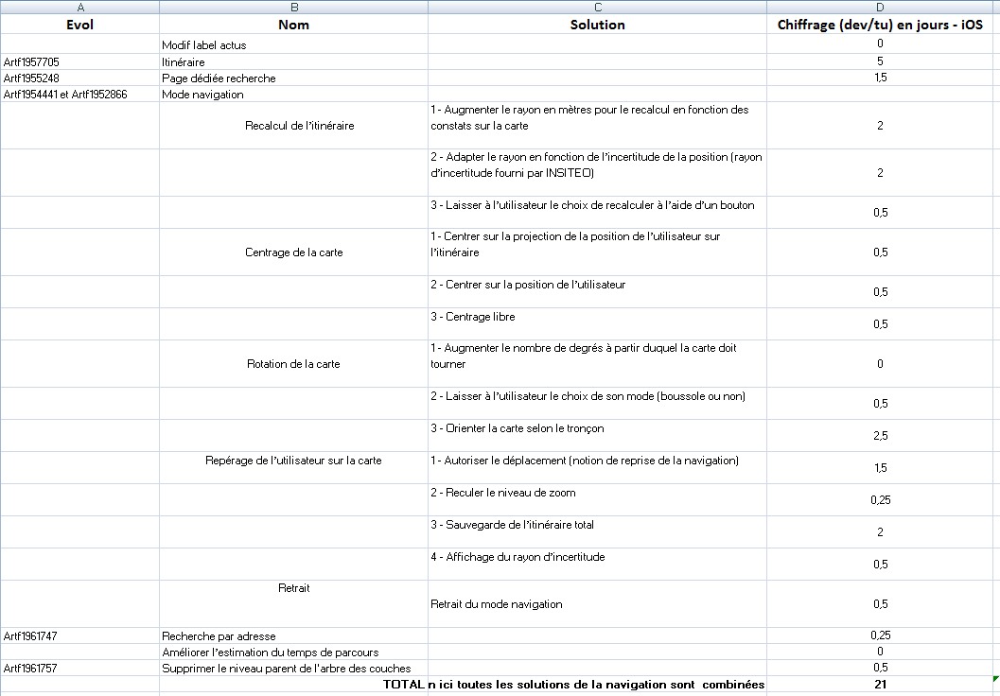 A B C D
Evol Nom Solution Chiffrage (dev/tu) en jours - iOS
Modif label actus 0
Artf1957705 Itinéraire 5
Artf1955248 Page dédiée recherche 1,5
Artf1954441 et Artf1952866 Mode navigation
1 - Augmenter le rayon en mètres pour le recalcul en fonction des
Recalcul de l'itinéraire constats sur la carte 2
2 - Adapter le rayon en fonction de l'incertitude de la position (rayon
d'incertitude fourni par INSITEO) 2
3 - Laisser à l'utilisateur le choix de recalculer à l'aide d'un bouton
0,5
1 - Centrer sur la projection de la position de l'utilisateur sur
Centrage de la carte l'itinéraire 0,5
2 - Centrer sur la position de l'utilisateur
0,5
3 - Centrage libre
0,5
1 - Augmenter le nombre de degrés à partir duquel la carte doit
Rotation de la carte tourner 0
2 - Laisser à l'utilisateur le choix de son mode (boussole ou non)
0,5
3 - Orienter la carte selon le tronçon
2,5
Repérage de l'utilisateur sur la carte 1 - Autoriser le déplacement (notion de reprise de la navigation)
1,5
2 - Reculer le niveau de zoom
0,25
3 - Sauvegarde de l'itinéraire total
2
4 - Affichage du rayon d'incertitude
0,5
Retrait
Retrait du mode navigation 0,5
Artf1961747 Recherche par adresse 0,25
Améliorer l'estimation du temps de parcours 0
Artf1961757 Supprimer le niveau parent de l'arbre des couches 0,5
TOTAL n ici toutes les solutions de la navigation sont combinées 21